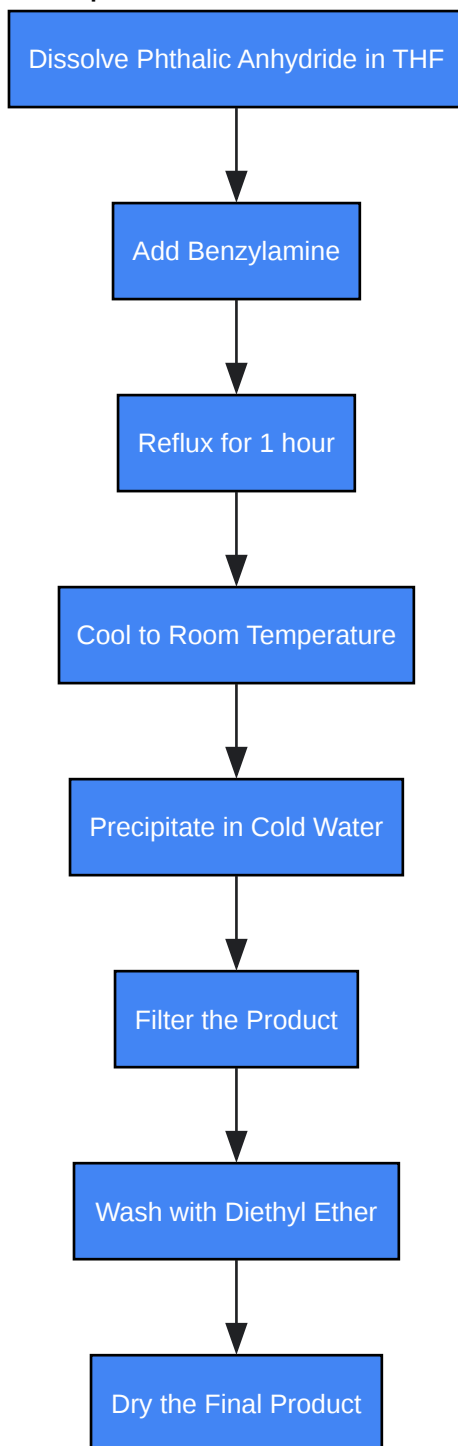 Dissolve Phthalic Anhydride in THF
Add Benzylamine
Reflux for 1 hour
Cool to Room Temperature
Precipitate in Cold Water
Filter the Product
Wash with Diethyl Ether
Dry the Final Product